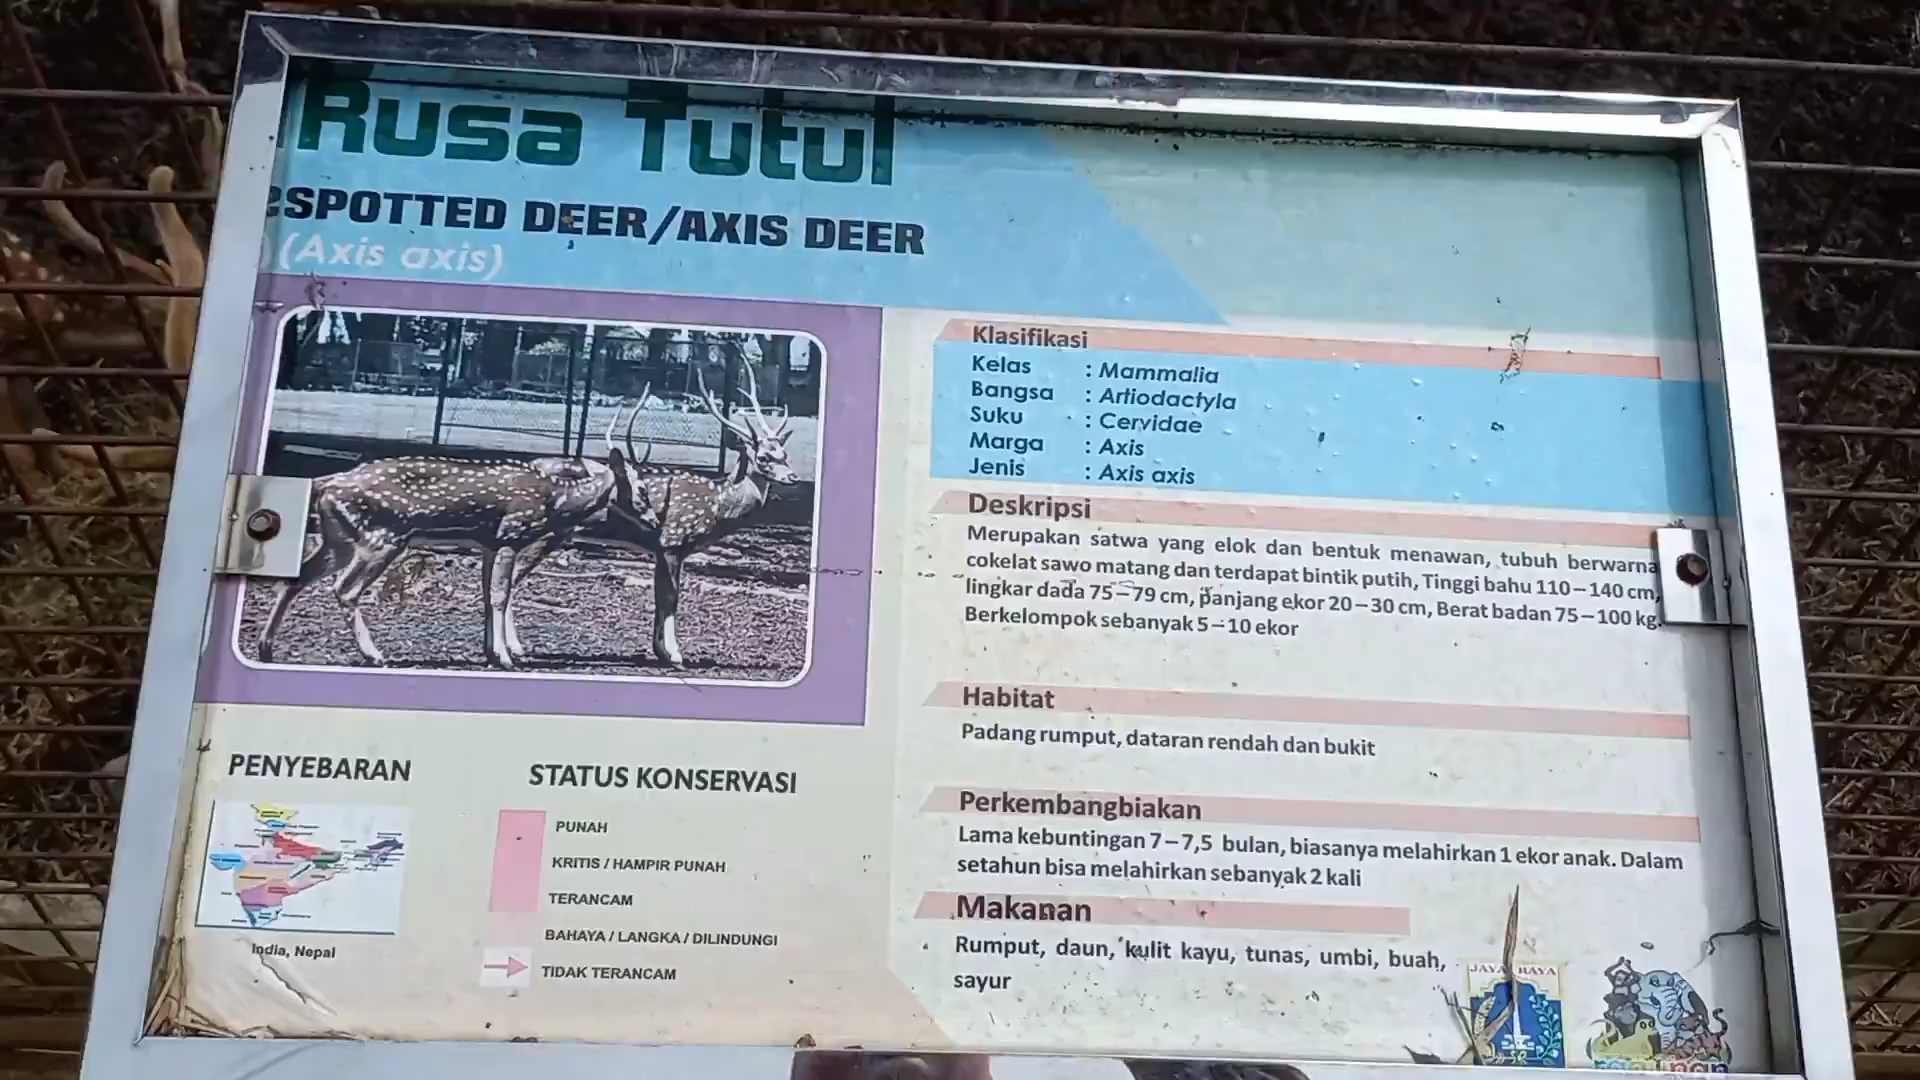 Rusa Tutul
SPOTTED DEER/AXIS DEER
(Axis axis)
Klasifikasi
Kelas : Mammalia
Bangsa : Artiodactyla
Suku : Cervidae
Marga : Axis
Jenis : Axis axis
Deskripsi
Merupakan satwa yang elok dan bentuk menawan, tubuh berwarna
cokelat sawo matang dan terdapat bintik putih, Tinggi bahu 110–140 cm,
lingkar dada 75–79 cm, panjang ekor 20–30 cm, Berat badan 75–100 kg.
Berkelompok sebanyak 5–10 ekor
Habitat
Padang rumput, dataran rendah dan bukit
Perkembangbiakan
Lama kebuntingan 7–7,5 bulan, biasanya melahirkan 1 ekor anak. Dalam
setahun bisa melahirkan sebanyak 2 kali
Makanan
Rumput, daun, kulit kayu, tunas, umbi, buah,
sayur
PENYEBARAN
India, Nepal
STATUS KONSERVASI
PUNAH
KRITIS / HAMPIR PUNAH
TERANCAM
BAHAYA / LANGKA / DILINDUNGI
TIDAK TERANCAM
JAYA RAYA